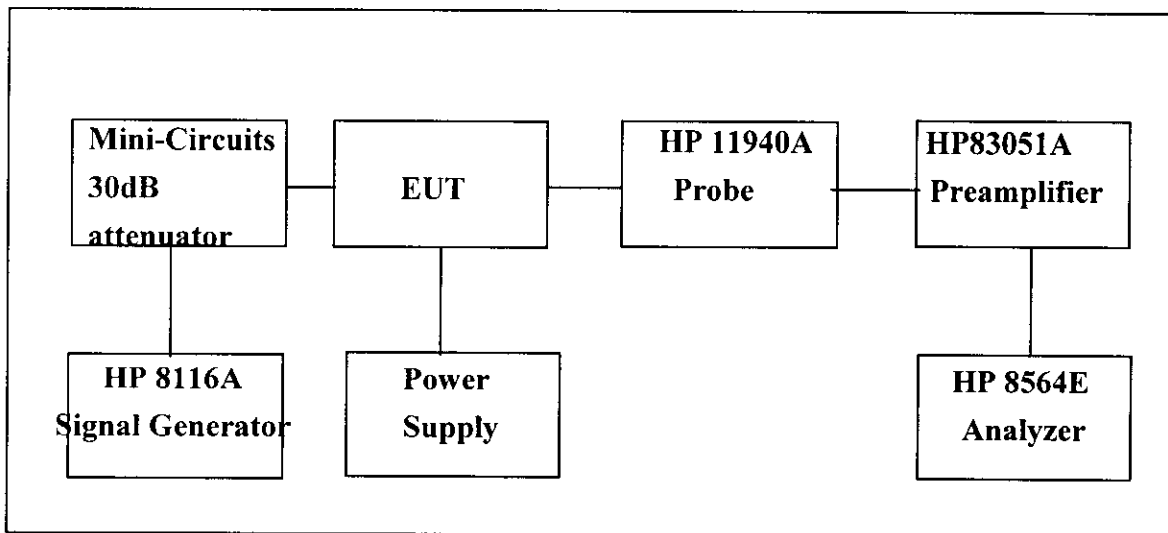 Mini-Circuits
30dB
attenuator
EUT
HP 11940A
Probe
HP83051A
Preamplifier
HP 8116A
Signal Generator
Power
Supply
HP 8564E
Analyzer